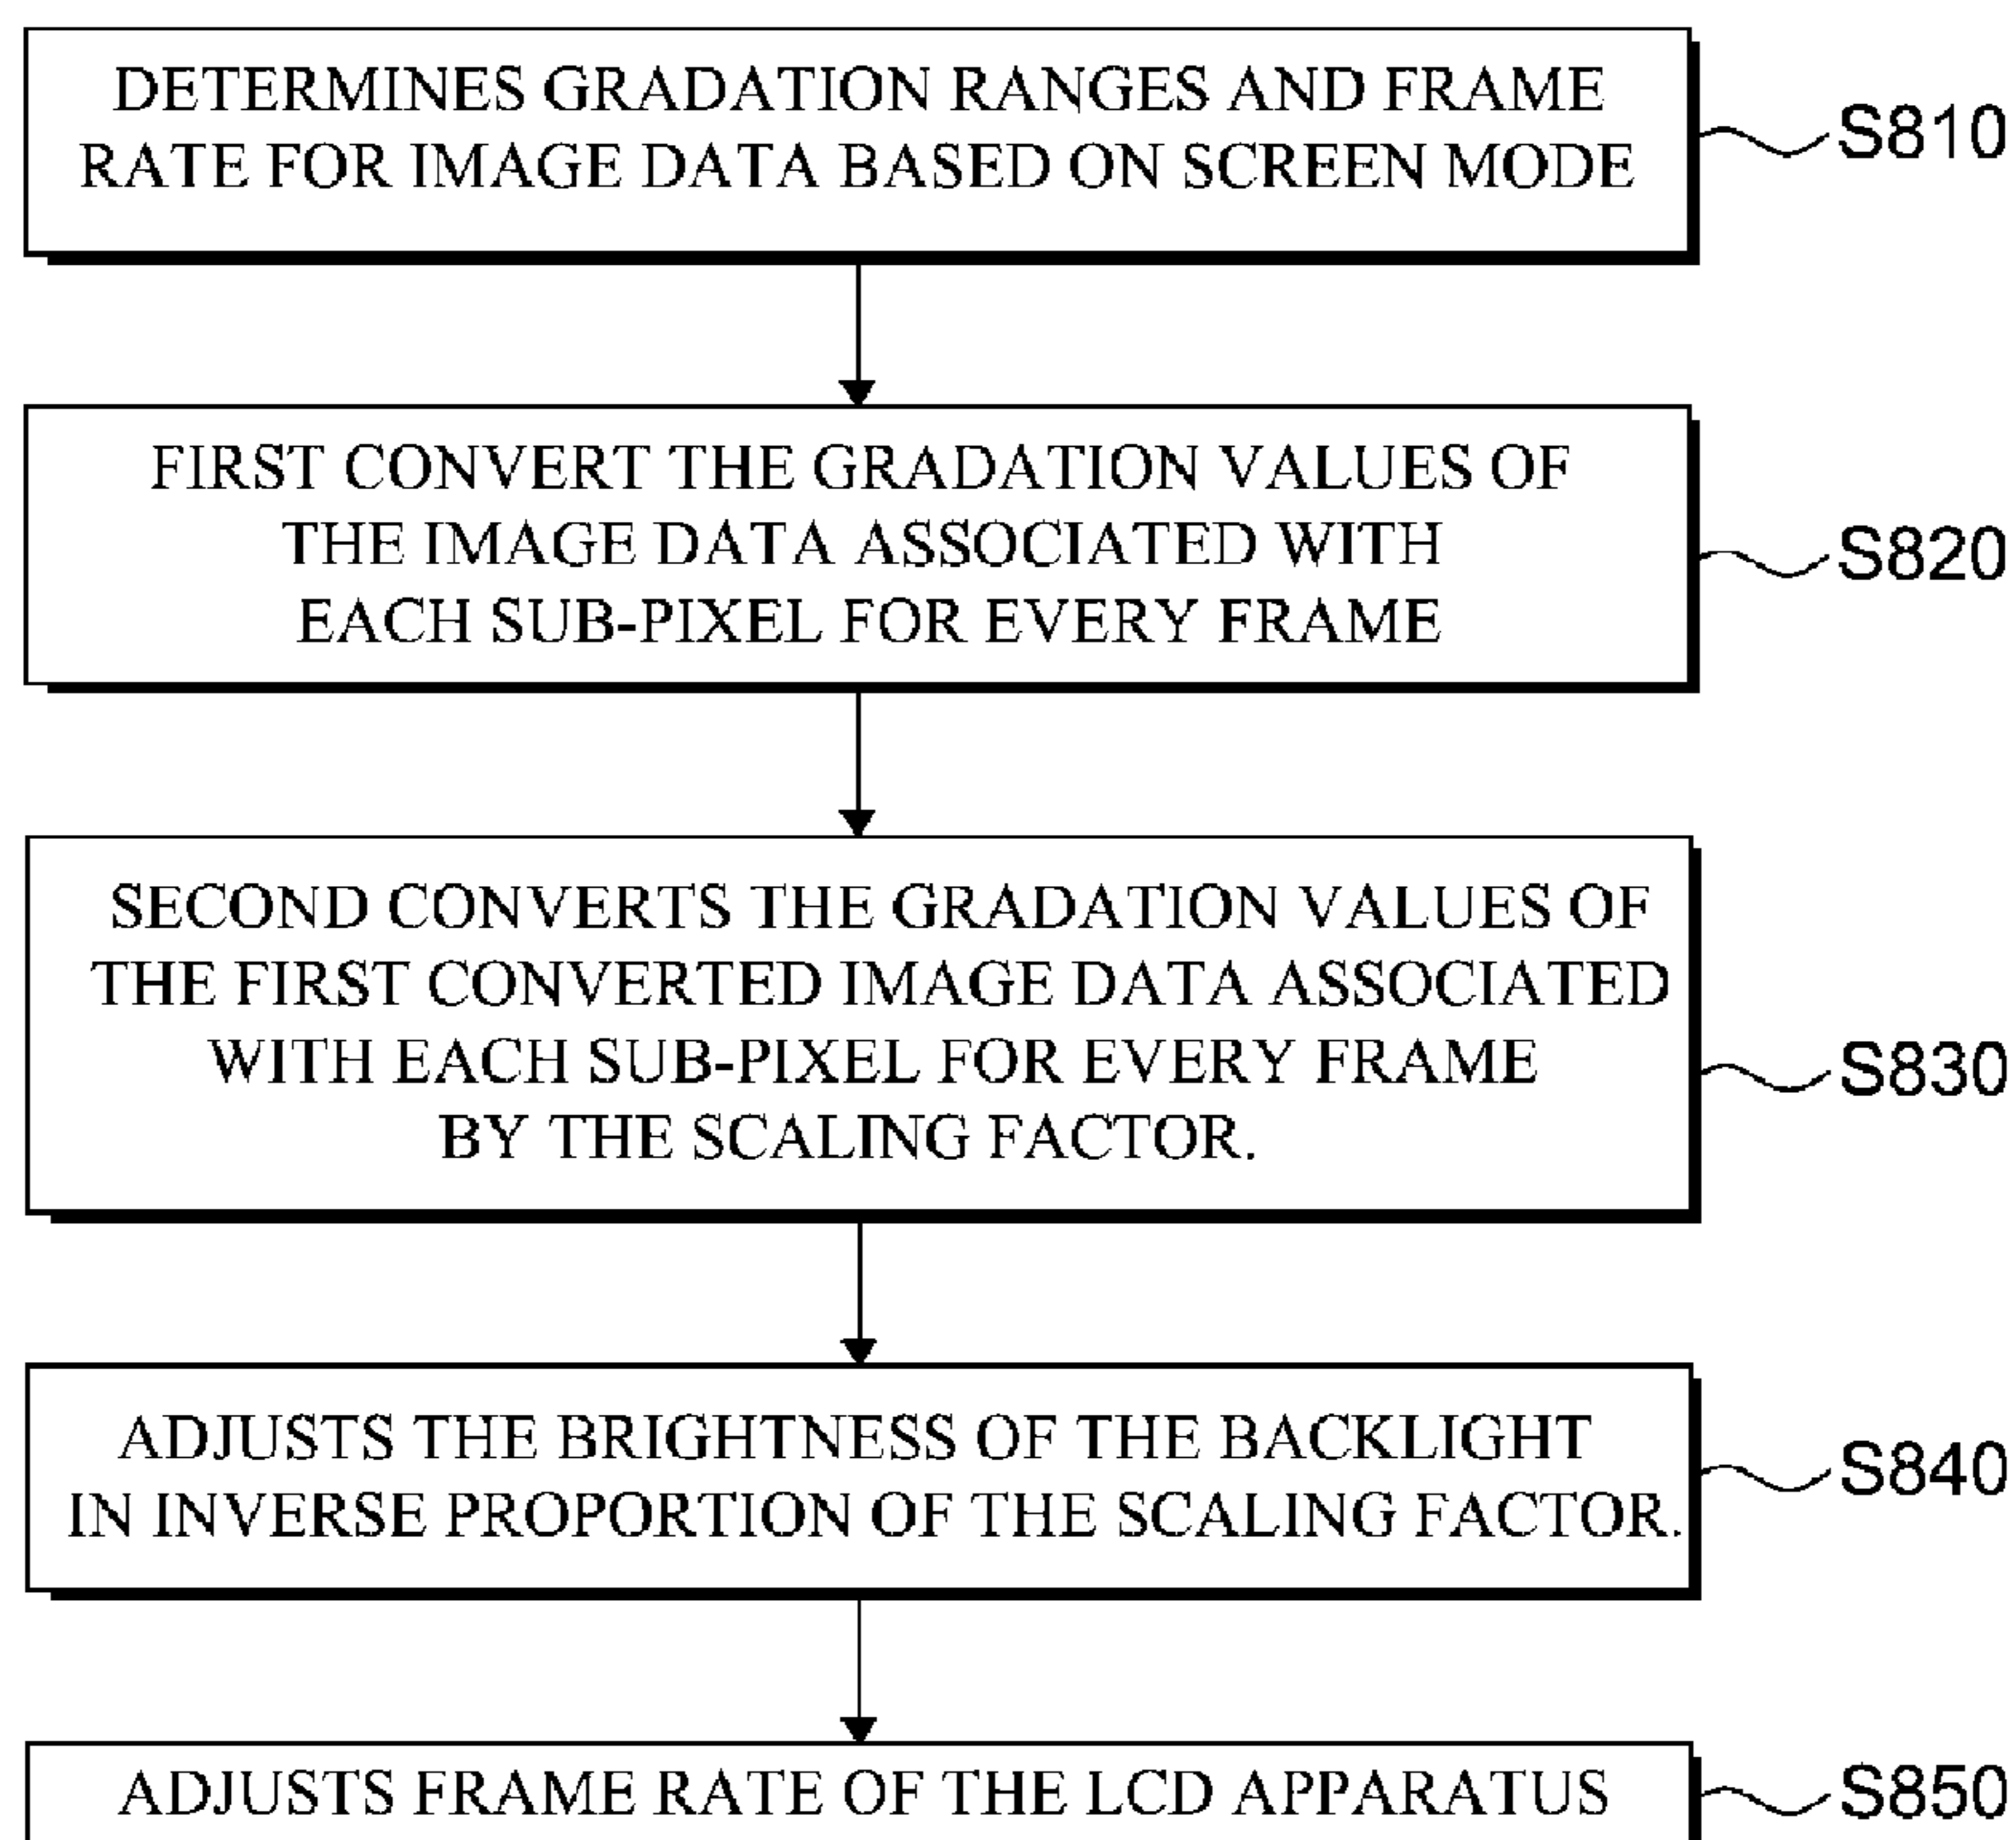 DETERMINES GRADATION RANGES AND FRAME
RATE FOR IMAGE DATA BASED ON SCREEN MODE
S810
FIRST CONVERT THE GRADATION VALUES OF
THE IMAGE DATA ASSOCIATED WITH
EACH SUB-PIXEL FOR EVERY FRAME
S820
SECOND CONVERTS THE GRADATION VALUES OF
THE FIRST CONVERTED IMAGE DATA ASSOCIATED
WITH EACH SUB-PIXEL FOR EVERY FRAME
BY THE SCALING FACTOR.
S830
ADJUSTS THE BRIGHTNESS OF THE BACKLIGHT
IN INVERSE PROPORTION OF THE SCALING FACTOR.
S840
ADJUSTS FRAME RATE OF THE LCD APPARATUS
S850